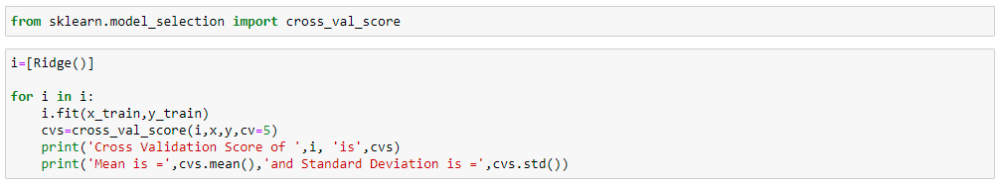 from sklearn.model_selection import cross_val_score
i=[Ridge()]
for i in i:
    i.fit(x_train,y_train)
    cvs=cross_val_score(i,x,y,cv=5)
    print('Cross Validation Score of ',i, 'is',cvs)
    print('Mean is =',cvs.mean(),'and Standard Deviation is =',cvs.std())